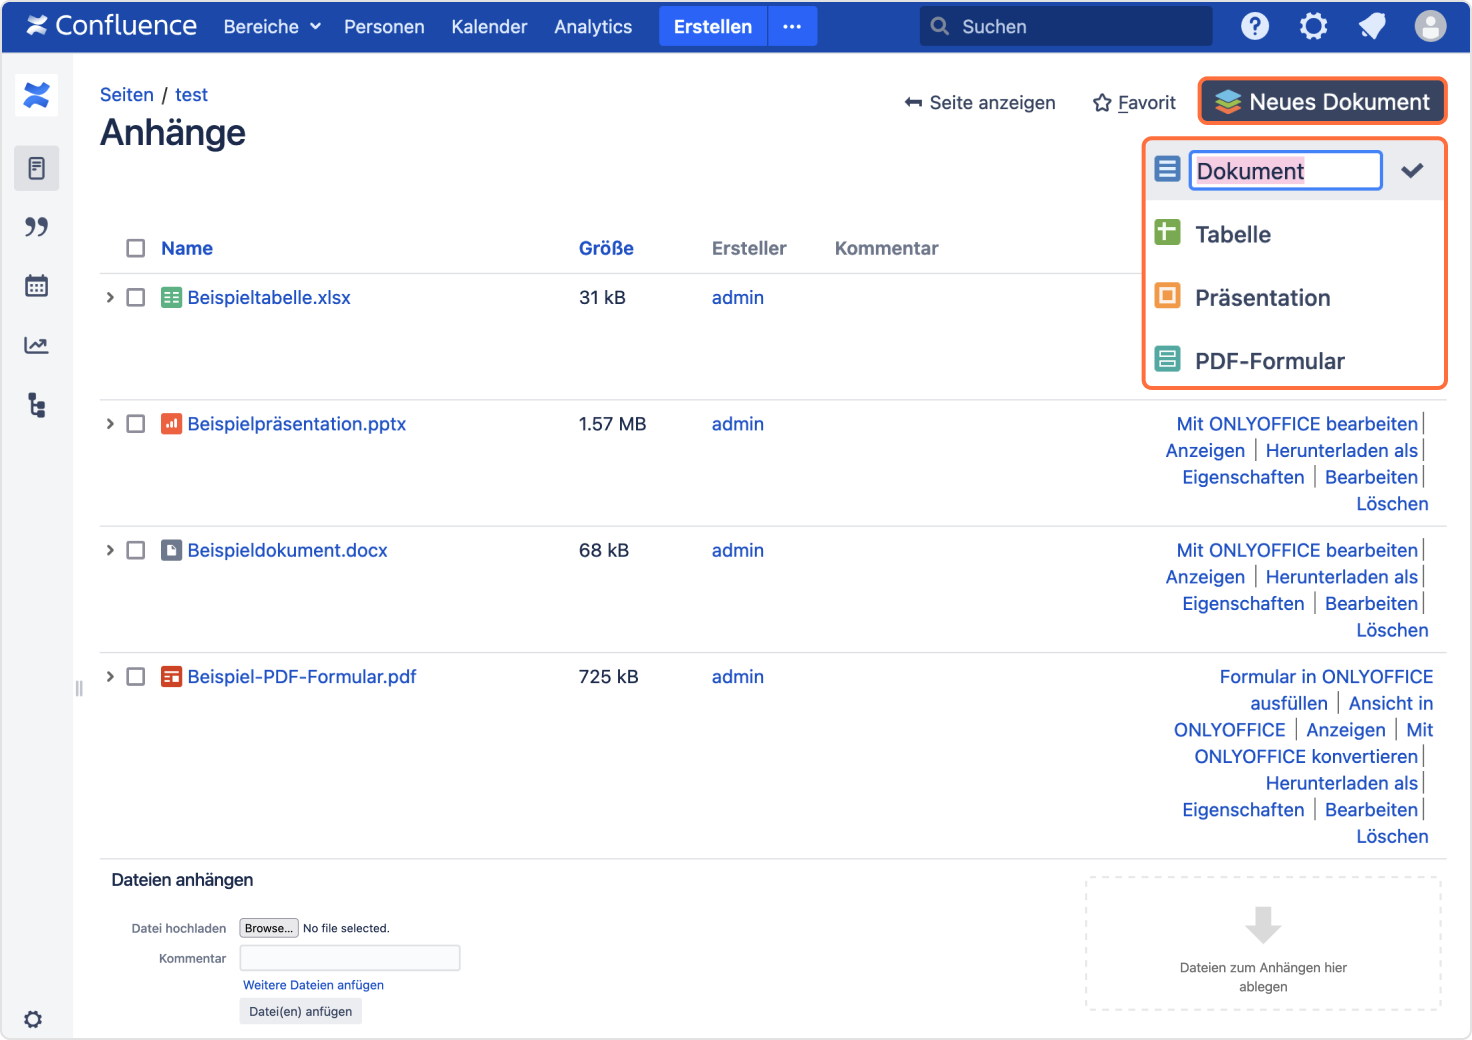 Confluence Bereiche Personen Kalender Analytics Erstellen ··· Suchen
Seiten / test
Seite anzeigen Favorit Neues Dokument
Anhänge
Dokument
Tabelle
Präsentation
PDF-Formular
Name Größe Ersteller Kommentar
Beispieltabelle.xlsx 31 kB admin
Beispielpräsentation.pptx 1.57 MB admin Mit ONLYOFFICE bearbeiten
Anzeigen Herunterladen als
Eigenschaften Bearbeiten
Löschen
Beispieldokument.docx 68 kB admin Mit ONLYOFFICE bearbeiten
Anzeigen Herunterladen als
Eigenschaften Bearbeiten
Löschen
Beispiel-PDF-Formular.pdf 725 kB admin Formular in ONLYOFFICE
ausfüllen Ansicht in
ONLYOFFICE Anzeigen Mit
ONLYOFFICE konvertieren
Herunterladen als
Eigenschaften Bearbeiten
Löschen
Dateien anhängen
Datei hochladen Browse... No file selected.
Kommentar
Weitere Dateien anfügen
Datei(en) anfügen
Dateien zum Anhängen hier
ablegen